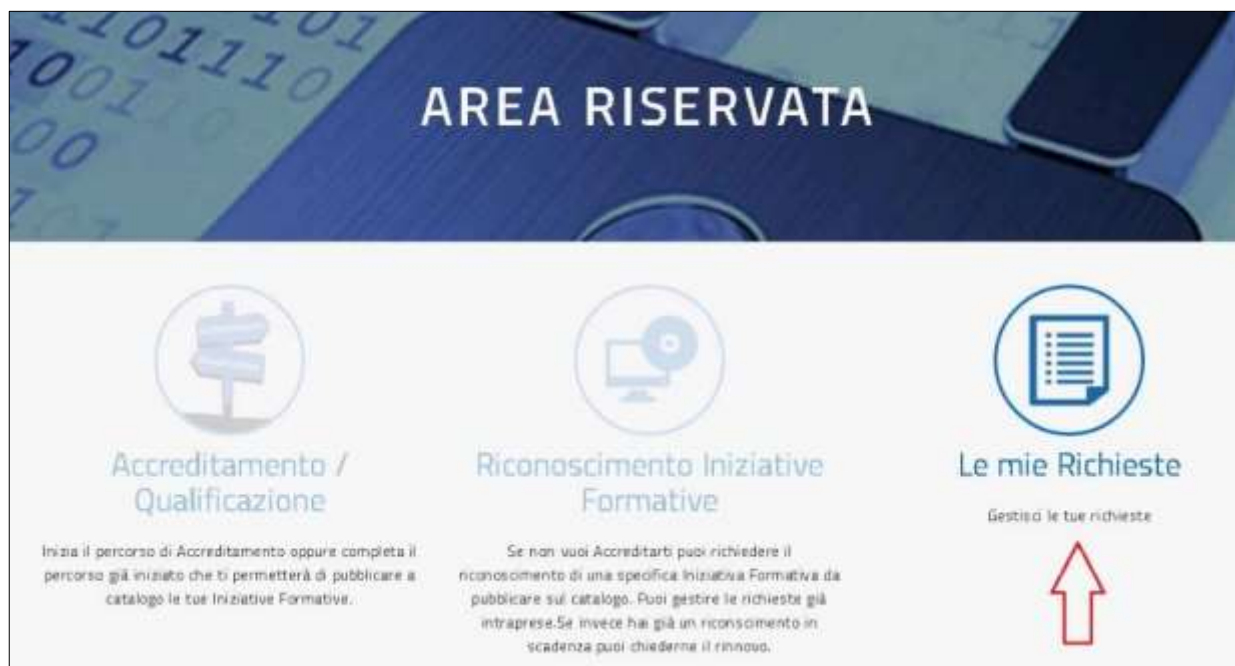 AREA RISERVATA
Accreditamento /
Qualificazione
Inizia il percorso di Accreditamento oppure completa il
percorso già iniziato che ti permetterà di pubblicare a
catalogo le tue Iniziative Formative.
Riconoscimento Iniziative
Formative
Se non vuoi Accreditarti puoi richiedere il
riconoscimento di una specifica Iniziativa Formativa da
pubblicare sul catalogo. Puoi gestire le richieste già
intraprese.Se invece hai già un riconscimento in
scadenza puoi chiederne il rinnovo.
Le mie Richieste
Gestisci le tue richieste